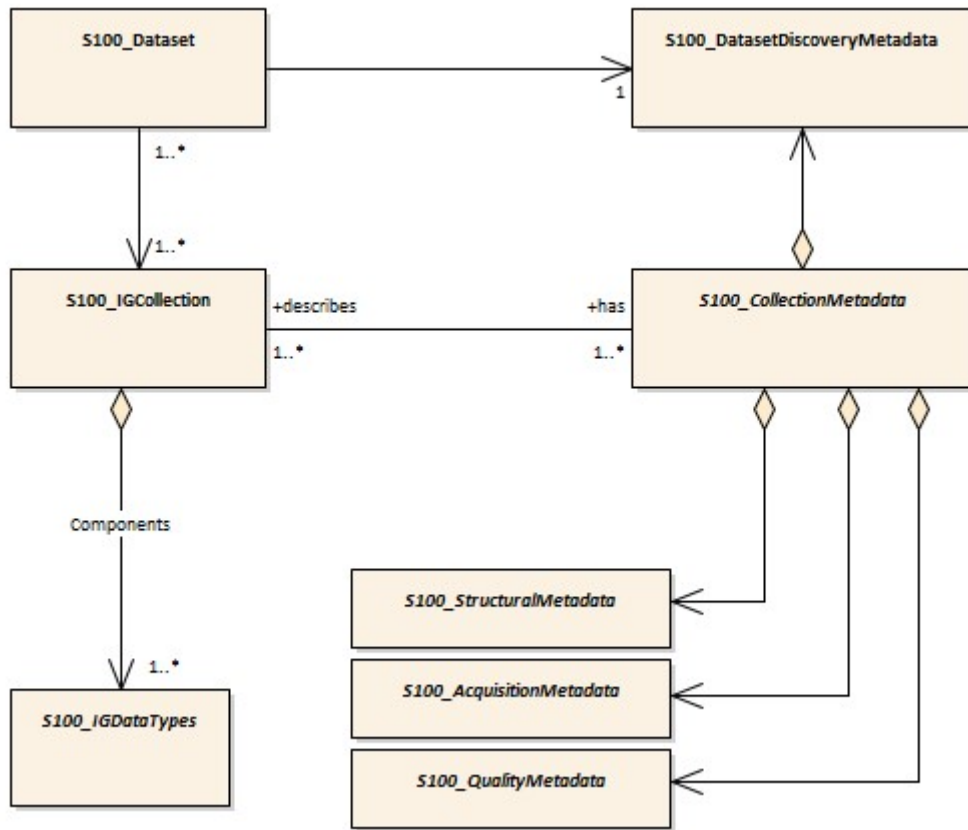 S100_Dataset
S100_DatasetDiscoveryMetadata
1
1..*
1..*
S100_IGCollection
+describes
+has
S100_CollectionMetadata
1..*
1..*
Components
S100_StructuralMetadata
1..*
S100_AcquisitionMetadata
S100_IGDataTypes
S100_QualityMetadata